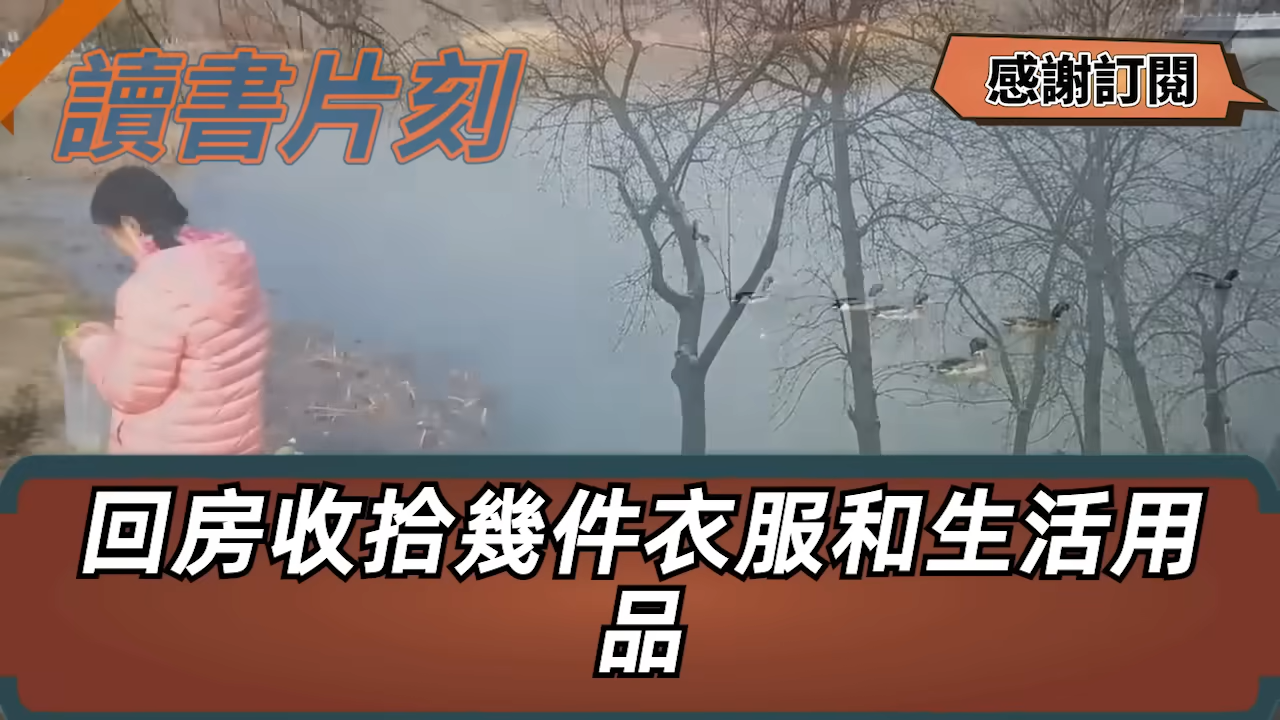 讀書片刻
感謝訂閱
回房收拾幾件衣服和生活用
品